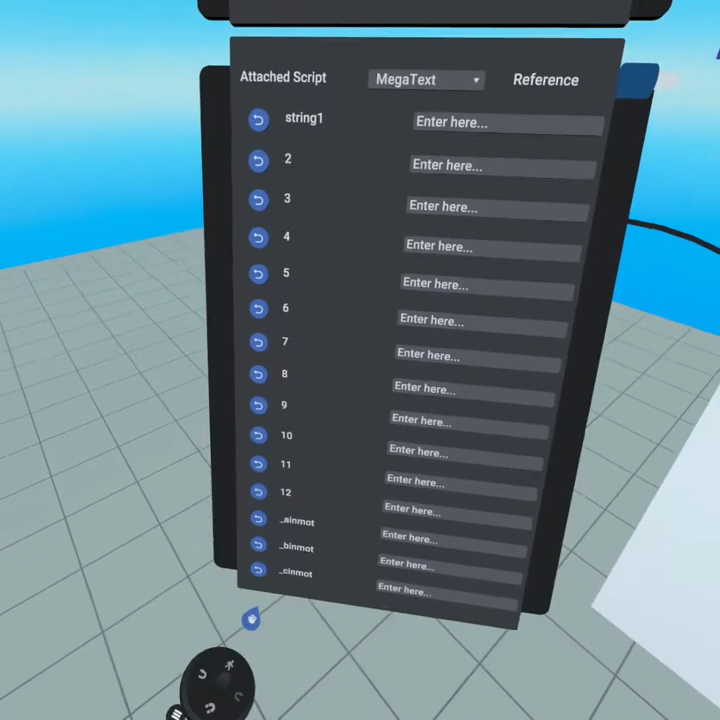 Attached Script MegaText Reference
string1 Enter here...
2 Enter here...
3 Enter here...
4 Enter here...
5 Enter here...
6 Enter here...
7 Enter here...
8 Enter here...
9 Enter here...
10 Enter here...
11 Enter here...
12 Enter here...
_ainmot Enter here...
_binmot Enter here...
_cinmot Enter here...